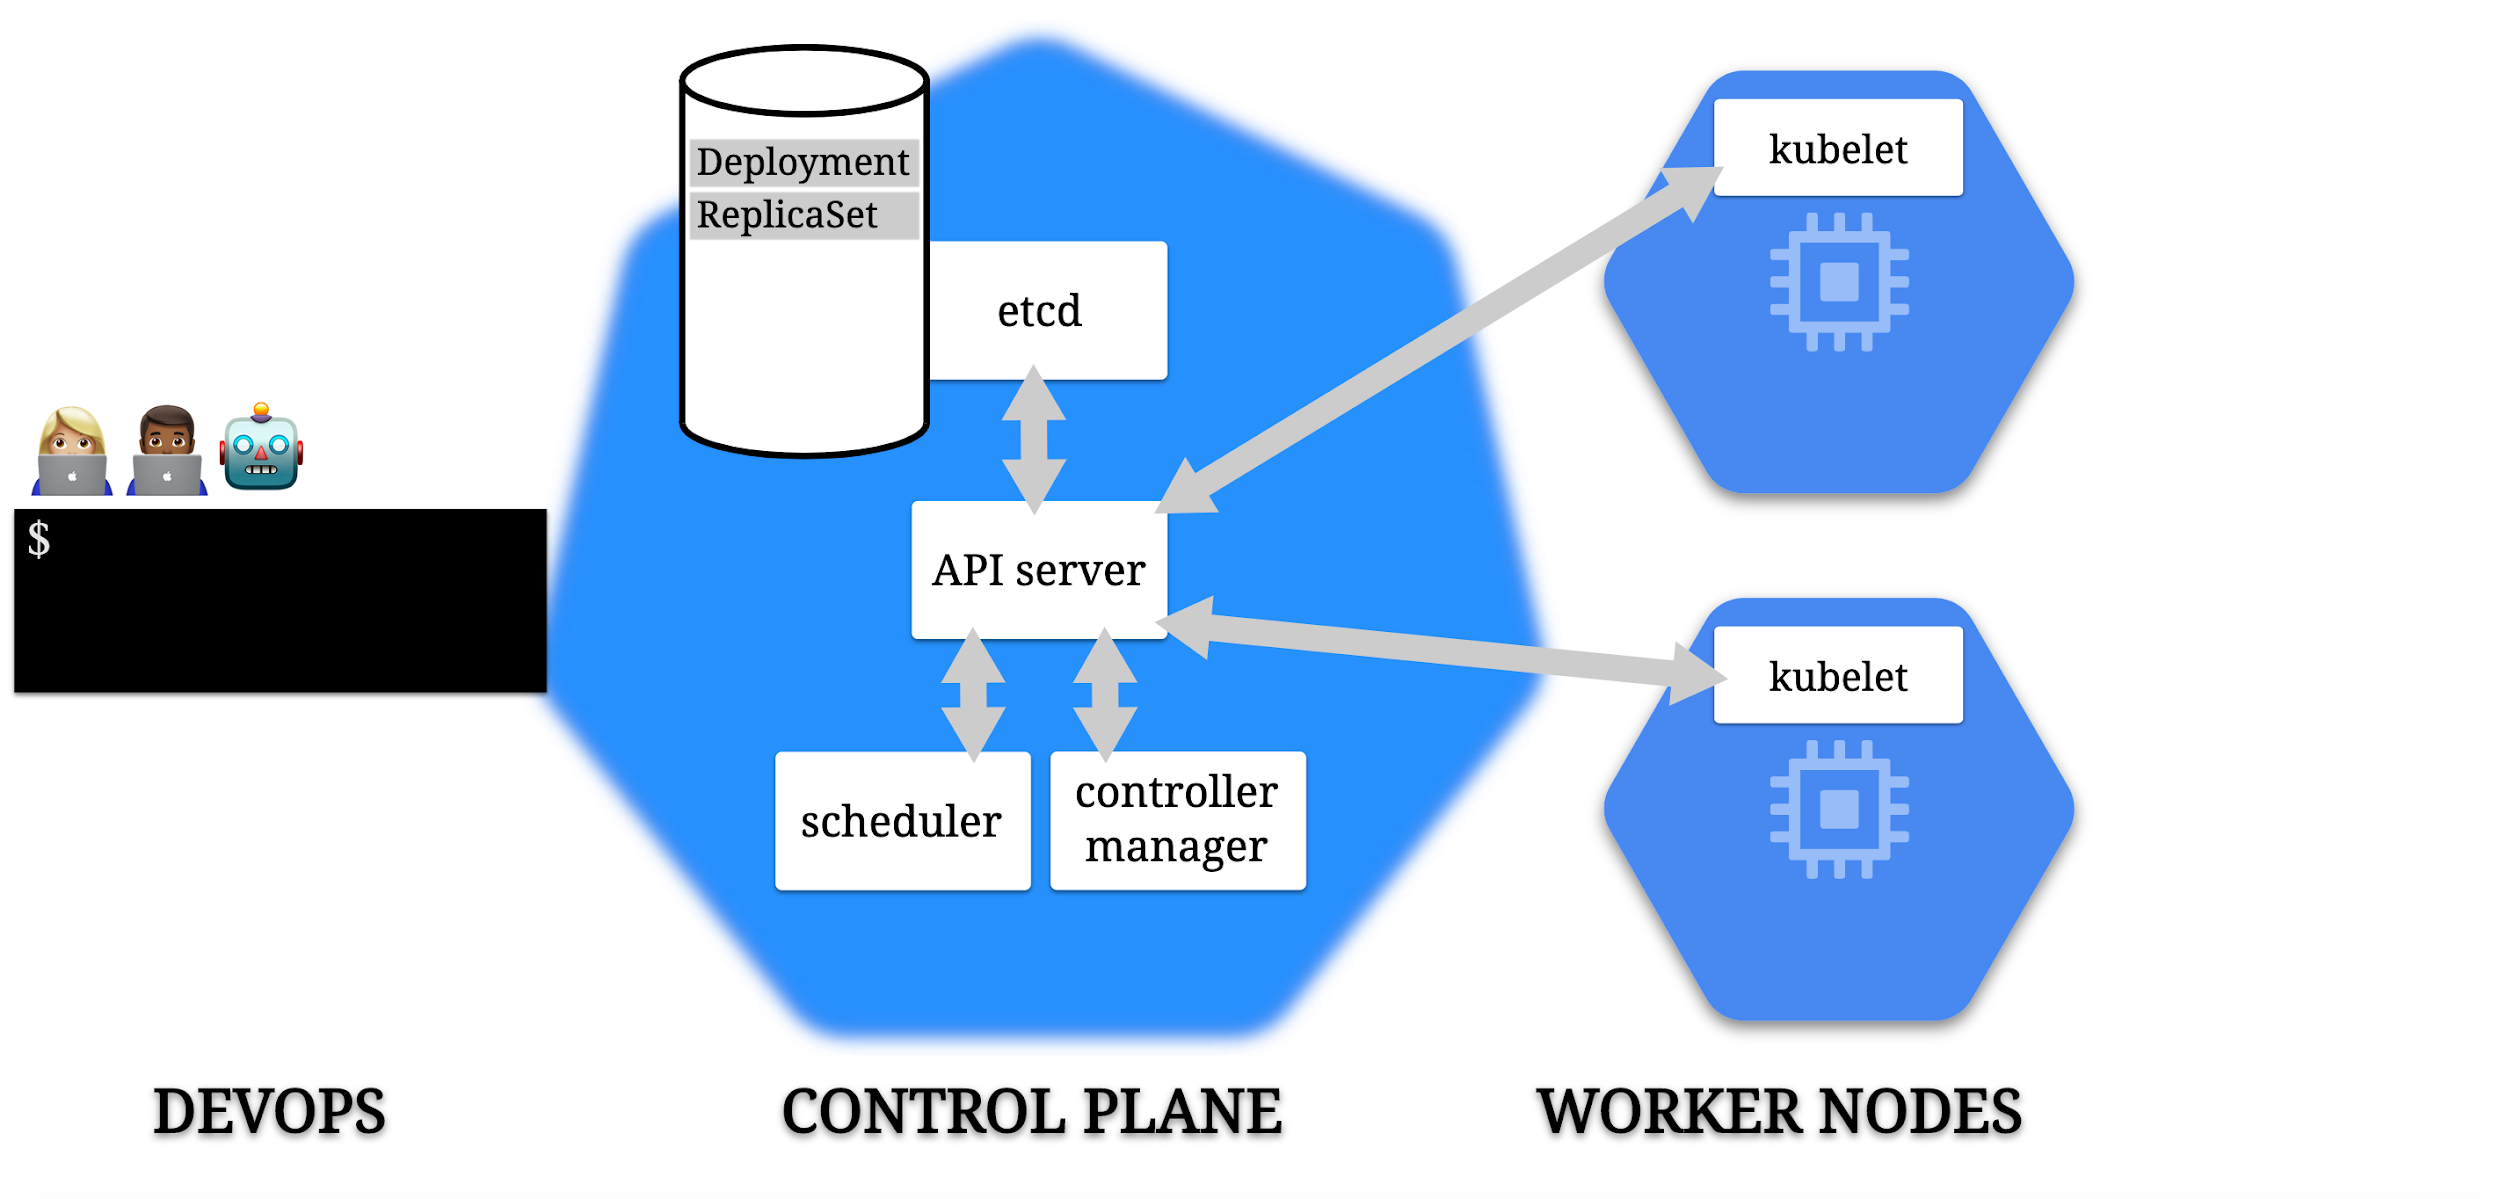 Deployment
ReplicaSet
etcd
kubelet
$
API server
kubelet
scheduler
controller
manager
DEVOPS
CONTROL PLANE
WORKER NODES